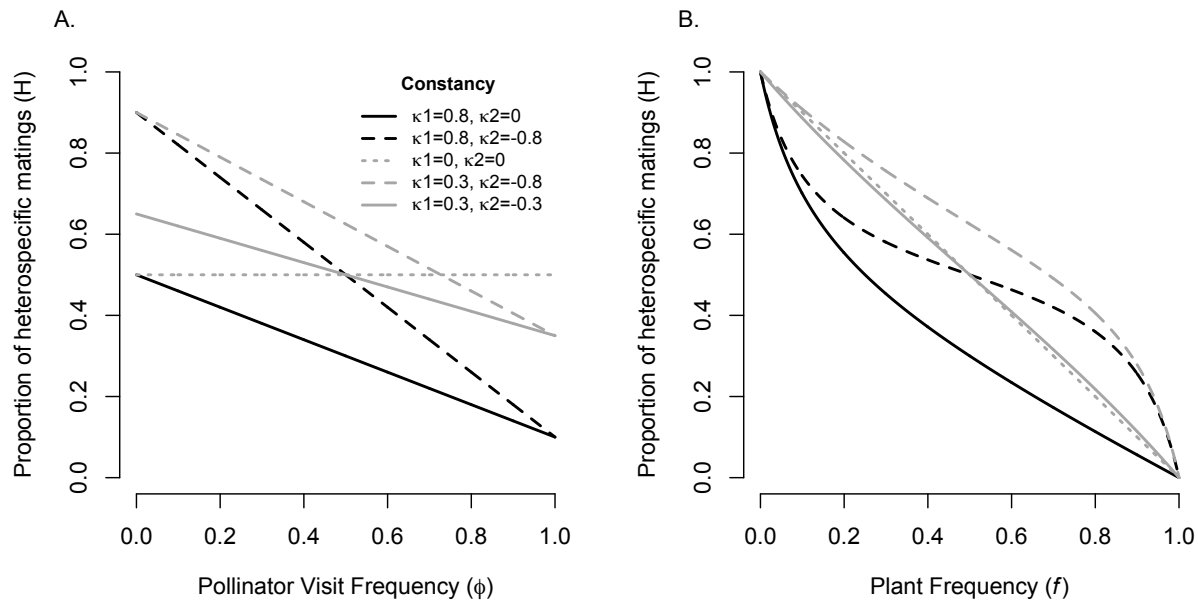 A.
Proportion of heterospecific matings (H)
1.0
0.8
0.6
0.4
0.2
0.0
Constancy
κ1=0.8, κ2=0
κ1=0.8, κ2=-0.8
κ1=0, κ2=0
κ1=0.3, κ2=-0.8
κ1=0.3, κ2=-0.3
0.0 0.2 0.4 0.6 0.8 1.0
Pollinator Visit Frequency (ϕ)
B.
Proportion of heterospecific matings (H)
1.0
0.8
0.6
0.4
0.2
0.0
0.0 0.2 0.4 0.6 0.8 1.0
Plant Frequency (f)